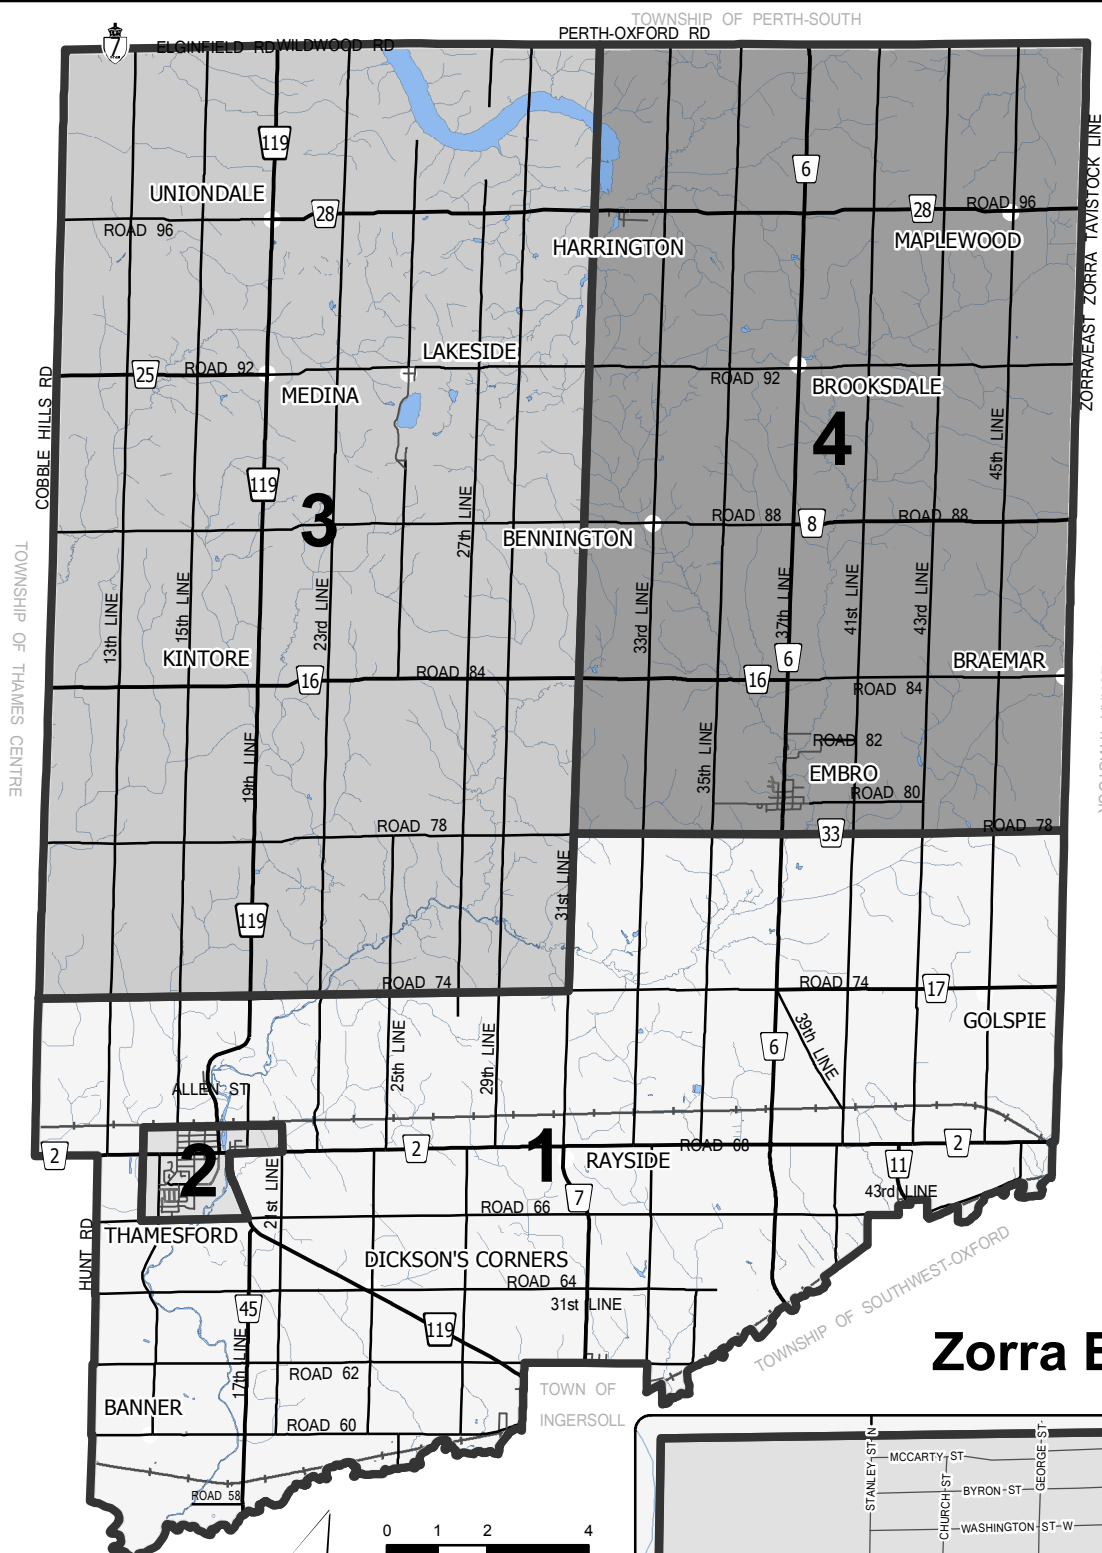 TOWNSHIP OF PERTH-SOUTH
PERTH-OXFORD RD
7
ELGINFIELD RD WILDWOOD RD
119
6
ZORRA/EAST ZORRA TAVISTOCK LINE
UNIONDALE
28
28
ROAD 96
ROAD 96
HARRINGTON
MAPLEWOOD
LAKESIDE
25
ROAD 92
MEDINA
ROAD 92
BROOKSDALE
COBBLE HILLS RD
4
45th LINE
119
3
27th LINE
BENNINGTON
ROAD 88
8
ROAD 88
TOWNSHIP OF THAMES CENTRE
13th LINE
15th LINE
23rd LINE
33rd LINE
37th LINE
41st LINE
43rd LINE
KINTORE
6
BRAEMAR
16
ROAD 84
16
ROAD 84
19th LINE
35th LINE
ROAD 82
EMBRO
ROAD 80
ROAD 78
33
ROAD 78
31st LINE
119
ROAD 74
ROAD 74
17
GOLSPIE
39th LINE
6
25th LINE
29th LINE
ALLEN ST
2
2
2
1
ROAD 68
2
RAYSIDE
11
43rd LINE
21st LINE
7
ROAD 66
HUNT RD
THAMESFORD
DICKSON'S CORNERS
ROAD 64
TOWNSHIP OF SOUTHWEST-OXFORD
45
31st LINE
119
Zorra
17th LINE
ROAD 62
TOWN OF
INGERSOLL
BANNER
ROAD 60
ROAD 58
STANLEY ST N
MCCARTY ST
GEORGE ST
CHURCH ST
BYRON ST
WASHINGTON ST W
0 1 2 4